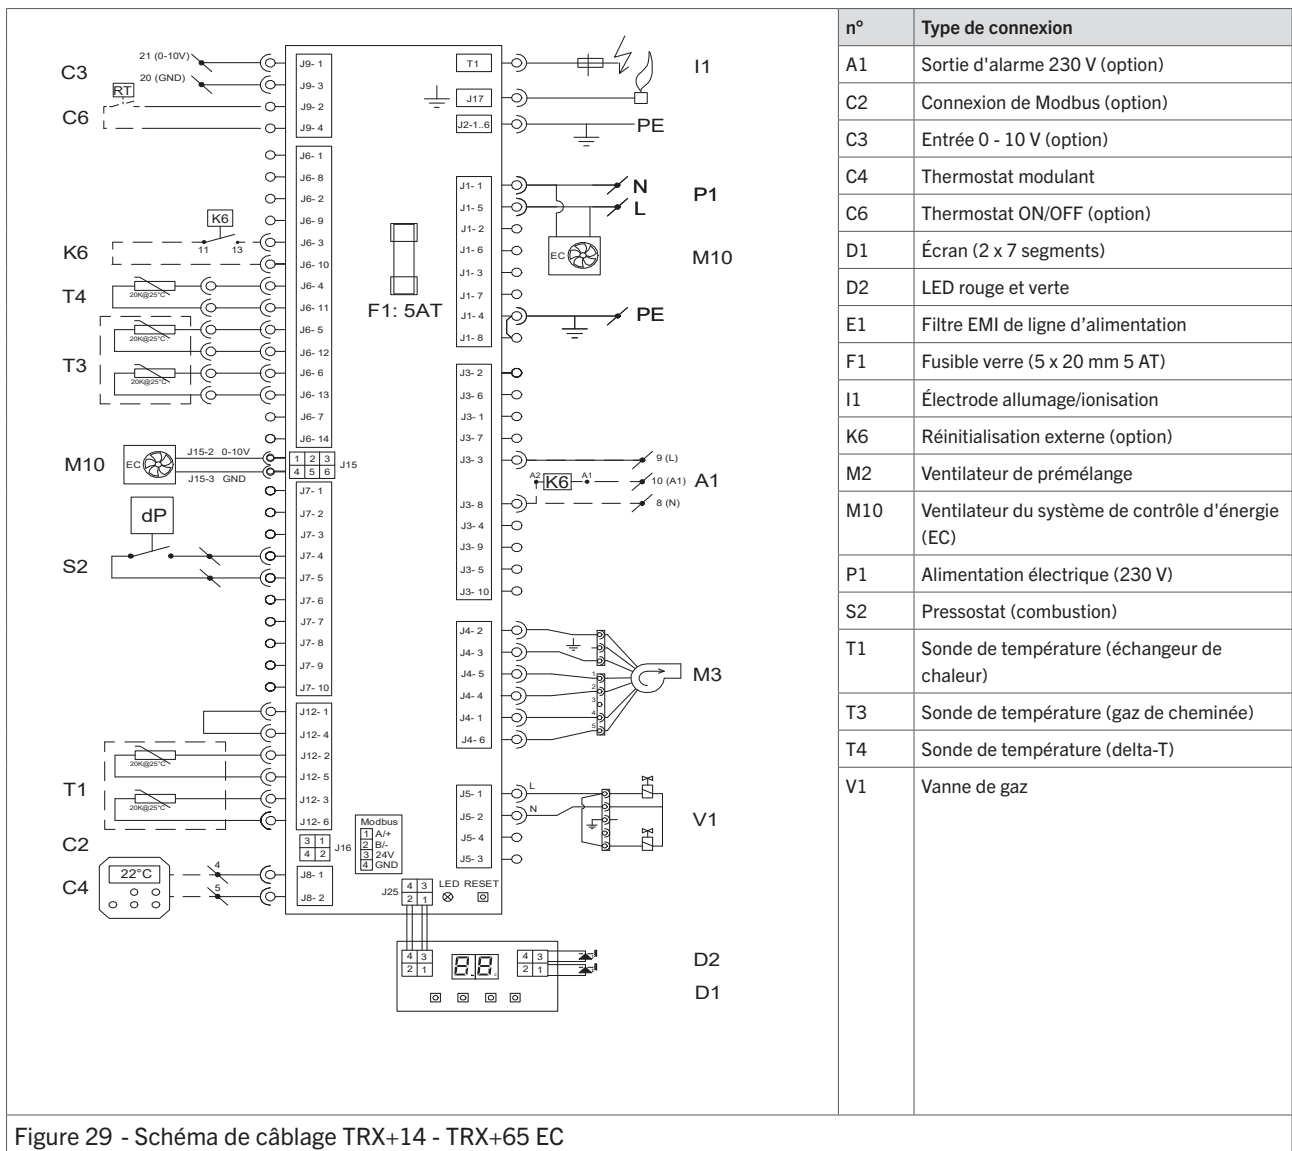 C3
21 (0-10V)
20 (GND)
C6
RT
J9- 1
J9- 3
J9- 2
J9- 4
J6- 1
J6- 8
J6- 2
J6- 9
J6- 3
J6- 10
J6- 4
J6- 11
J6- 5
J6- 12
J6- 6
J6- 13
J6- 7
J6- 14
K6
K6
11 13
T4
20K@25°C
T3
20K@25°C
20K@25°C
M10
EC
J15-2 0-10V
J15-3 GND
1 2 3
4 5 6
J15
J7- 1
J7- 2
J7- 3
J7- 4
J7- 5
J7- 6
J7- 7
J7- 8
J7- 9
J7- 10
dP
S2
J12- 1
J12- 4
J12- 2
J12- 5
J12- 3
J12- 6
T1
20K@25°C
20K@25°C
C2
3 1
4 2
J16
Modbus
1 A/+
2 B/-
3 24V
4 GND
C4
22°C
4
5
J8- 1
J8- 2
F1: 5AT
T1
J17
J2-1..6
I1
PE
J1- 1
J1- 5
J1- 2
J1- 6
J1- 3
J1- 7
J1- 4
J1- 8
N
L
P1
EC
M10
PE
J3- 2
J3- 6
J3- 1
J3- 7
J3- 3
J3- 8
J3- 4
J3- 9
J3- 5
J3- 10
9 (L)
A2 K6 A1
10 (A1)
8 (N)
A1
J4- 2
J4- 3
J4- 5
J4- 4
J4- 1
J4- 6
1
2
3
4
5
M3
J5- 1
J5- 2
J5- 4
J5- 3
L
N
V1
J25
4 3
2 1
LED RESET
4 3
2 1
8.8.
4 3
2 1
D2
D1
n° Type de connexion
A1 Sortie d'alarme 230 V (option)
C2 Connexion de Modbus (option)
C3 Entrée 0 - 10 V (option)
C4 Thermostat modulant
C6 Thermostat ON/OFF (option)
D1 Écran (2 x 7 segments)
D2 LED rouge et verte
E1 Filtre EMI de ligne d’alimentation
F1 Fusible verre (5 x 20 mm 5 AT)
I1 Électrode allumage/ionisation
K6 Réinitialisation externe (option)
M2 Ventilateur de prémélange
M10 Ventilateur du système de contrôle d'énergie
(EC)
P1 Alimentation électrique (230 V)
S2 Pressostat (combustion)
T1 Sonde de température (échangeur de
chaleur)
T3 Sonde de température (gaz de cheminée)
T4 Sonde de température (delta-T)
V1 Vanne de gaz
Figure 29 - Schéma de câblage TRX+14 - TRX+65 EC